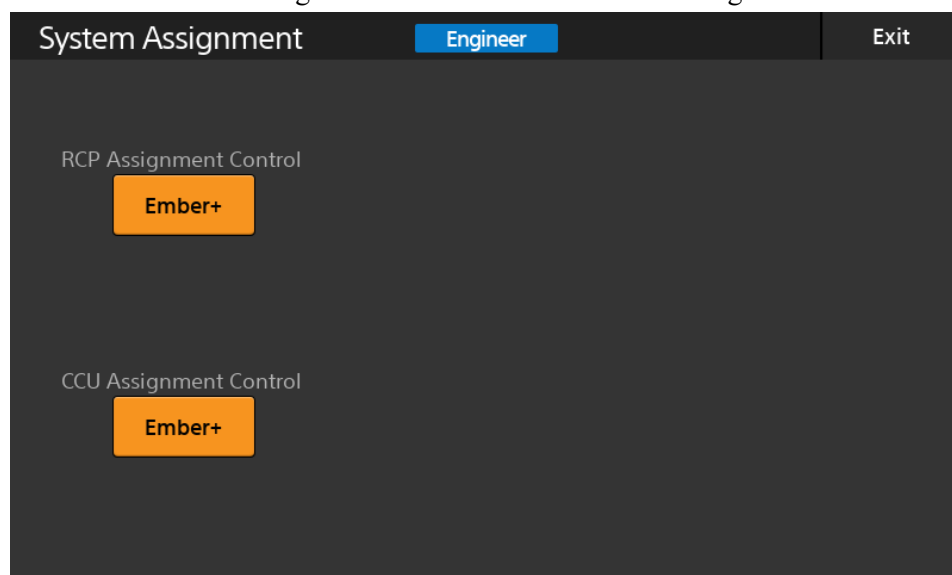 System Assignment Engineer Exit
RCP Assignment Control
Ember+
CCU Assignment Control
Ember+